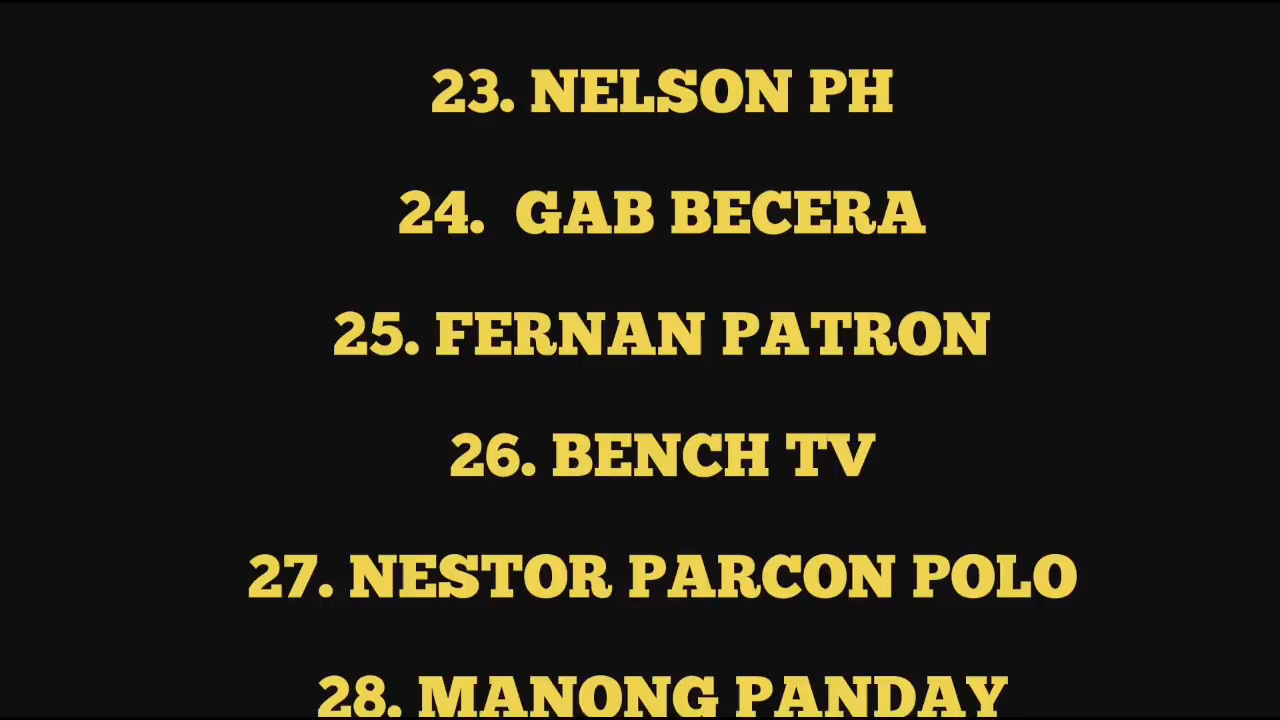 23. NELSON PH
24. GAB BECERA
25. FERNAN PATRON
26. BENCH TV
27. NESTOR PARCON POLO
28. MANONG PANDAY